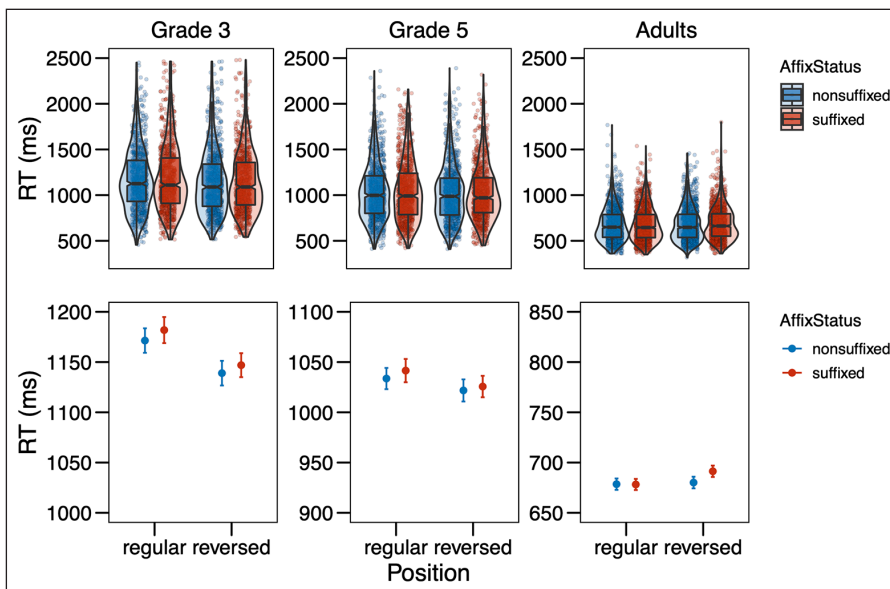 Grade 3 Grade 5 Adults
RT (ms)
2500 2500 2500
2000 2000 2000
1500 1500 1500
1000 1000 1000
500 500 500
AffixStatus
nonsuffixed
suffixed
RT (ms)
1200 1100 850
1150 1050 800
1100 1000 750
1050 950 700
1000 900 650
AffixStatus
nonsuffixed
suffixed
regular reversed regular reversed regular reversed
Position